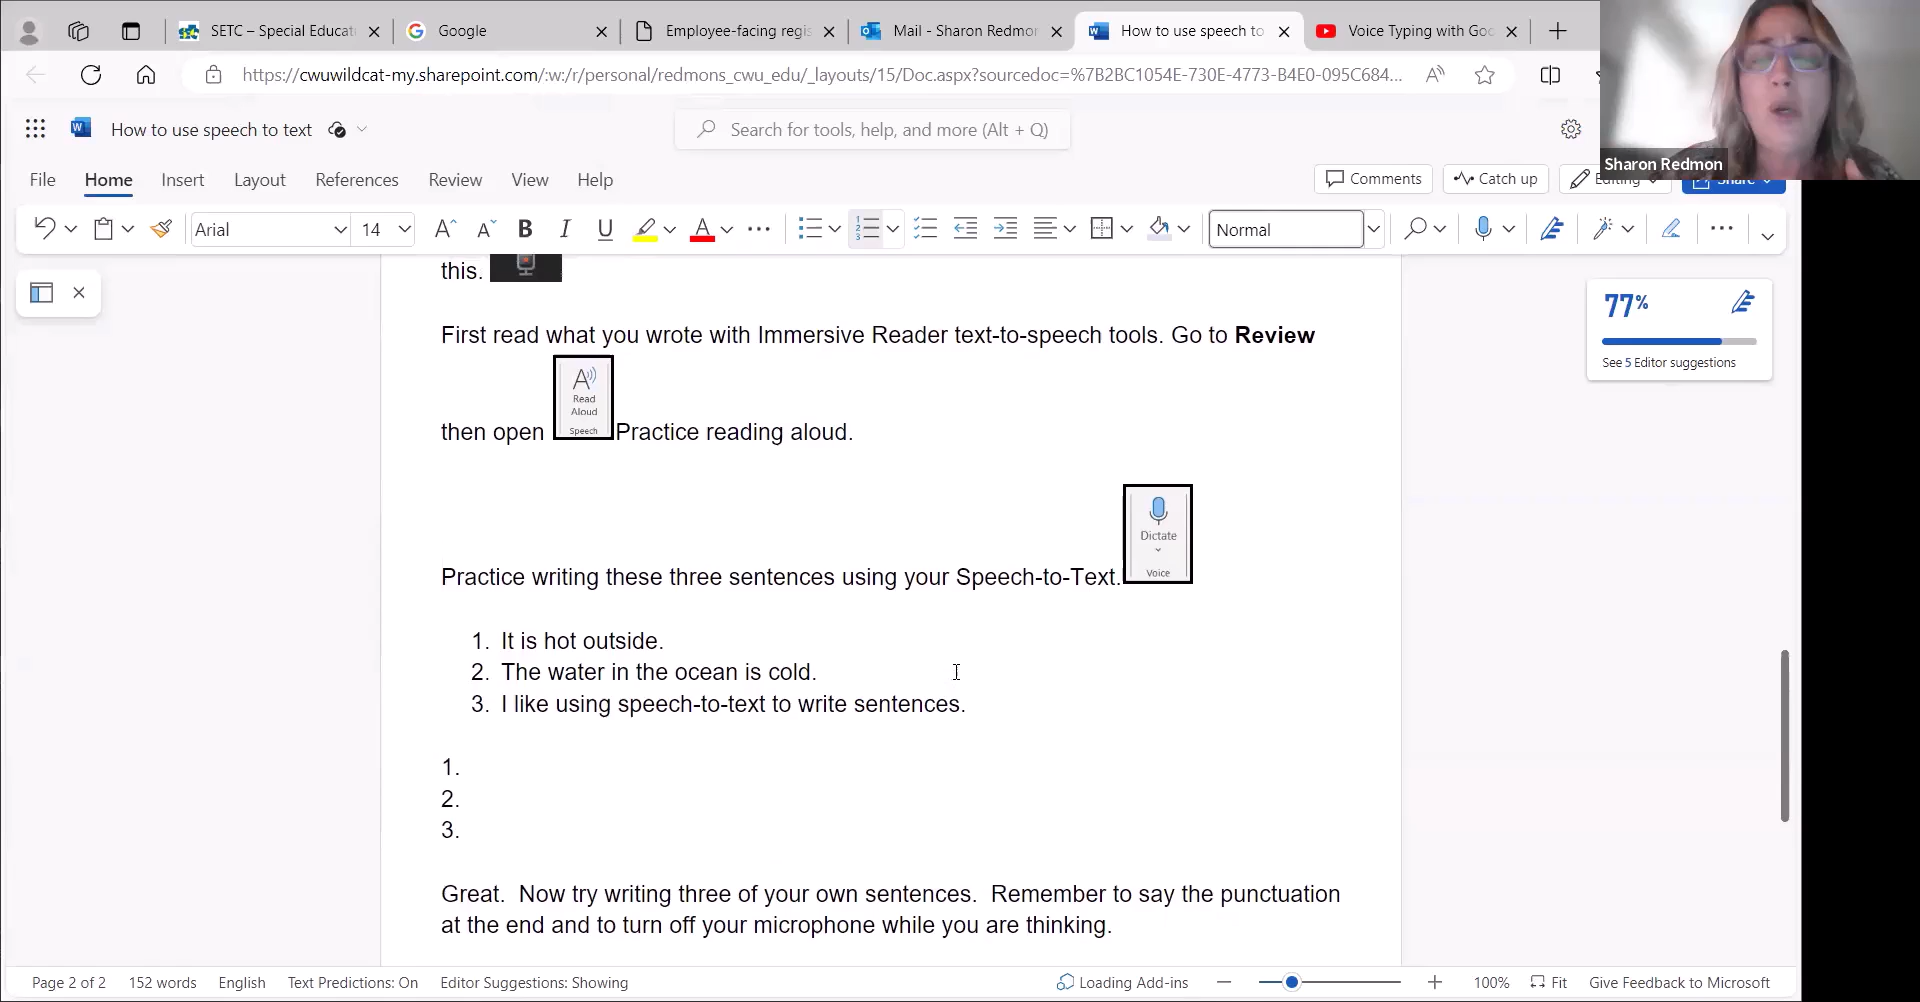 SETC – Special Educat
Google
Employee-facing regis
Mail - Sharon Redmor
How to use speech to
Voice Typing with Goo
https://cwuwildcat-my.sharepoint.com/:w:/r/personal/redmons_cwu_edu/_layouts/15/Doc.aspx?sourcedoc=%7B2BC1054E-730E-4773-B4E0-095C684...
How to use speech to text
Search for tools, help, and more (Alt + Q)
Sharon Redmon
File Home Insert Layout References Review View Help
Comments Catch up Editing Share
Arial 14 Normal
this.
77%
See 5 Editor suggestions
First read what you wrote with Immersive Reader text-to-speech tools. Go to Review
Read
Aloud
Speech
then open Practice reading aloud.
Dictate
Voice
Practice writing these three sentences using your Speech-to-Text.
1. It is hot outside.
2. The water in the ocean is cold.
3. I like using speech-to-text to write sentences.
1.
2.
3.
Great. Now try writing three of your own sentences. Remember to say the punctuation
at the end and to turn off your microphone while you are thinking.
Page 2 of 2 152 words English Text Predictions: On Editor Suggestions: Showing Loading Add-ins 100% Fit Give Feedback to Microsoft